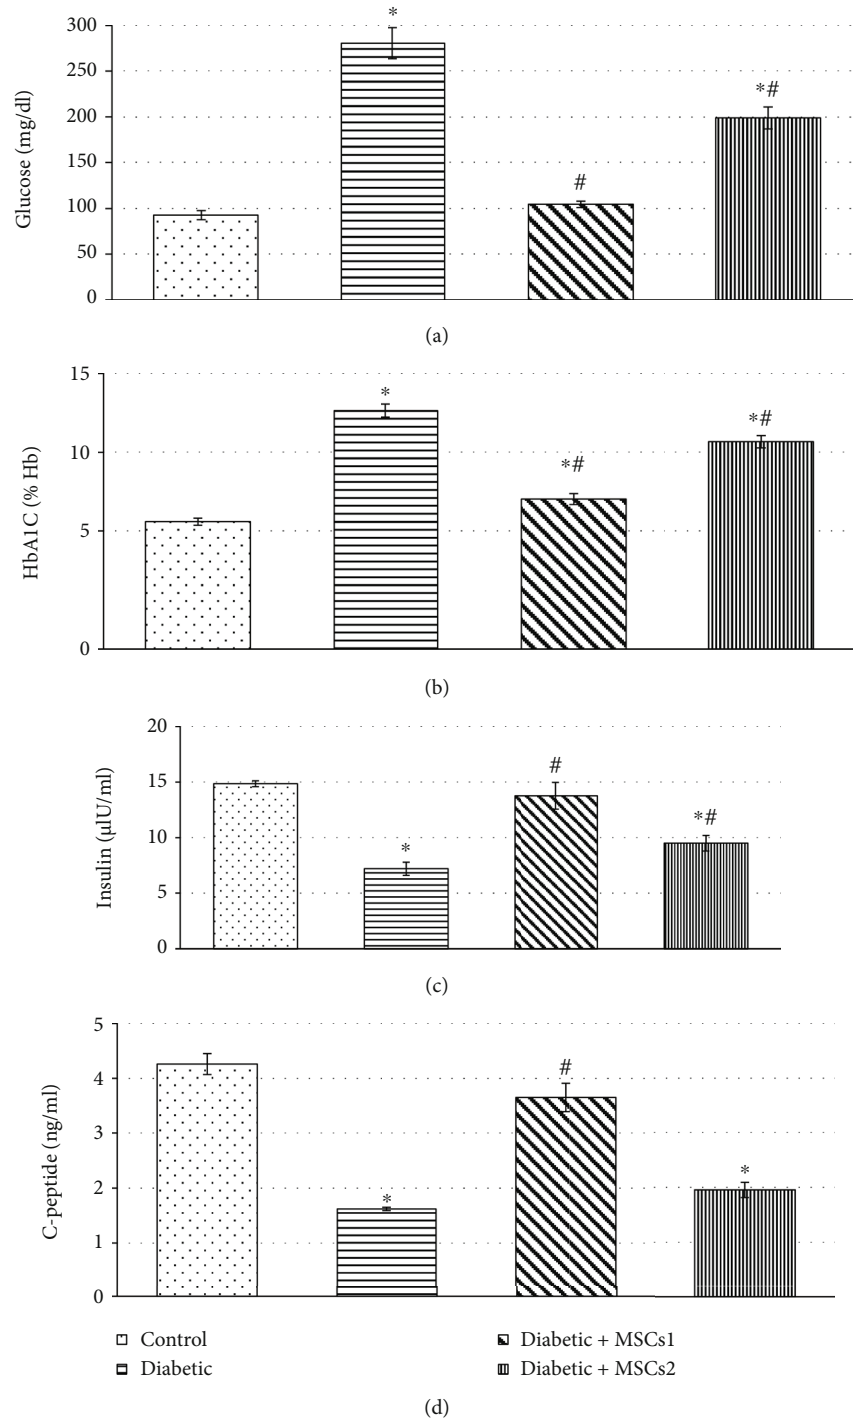 300
250
200
150
100
50
0
Glucose (mg/dl)
*
#
*#
(a)
15
10
5
0
HbA1C (% Hb)
*
*#
*#
(b)
20
15
10
5
0
Insulin (μlU/ml)
*
#
*#
(c)
5
4
3
2
1
0
C-peptide (ng/ml)
*
#
*
Control
Diabetic
Diabetic + MSCs1
Diabetic + MSCs2
(d)